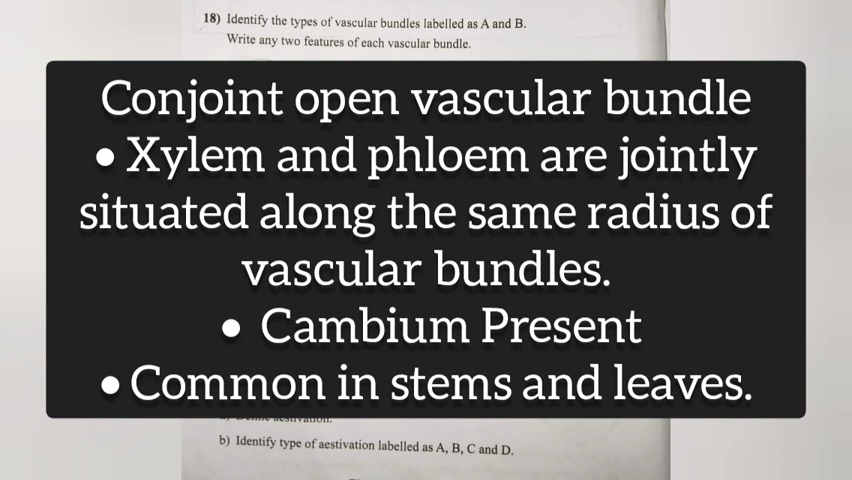 18) Identify the types of vascular bundles labelled as A and B.
Write any two features of each vascular bundle.
Conjoint open vascular bundle
• Xylem and phloem are jointly
situated along the same radius of
vascular bundles.
• Cambium Present
• Common in stems and leaves.
a) Define aestivation.
b) Identify type of aestivation labelled as A, B, C and D.